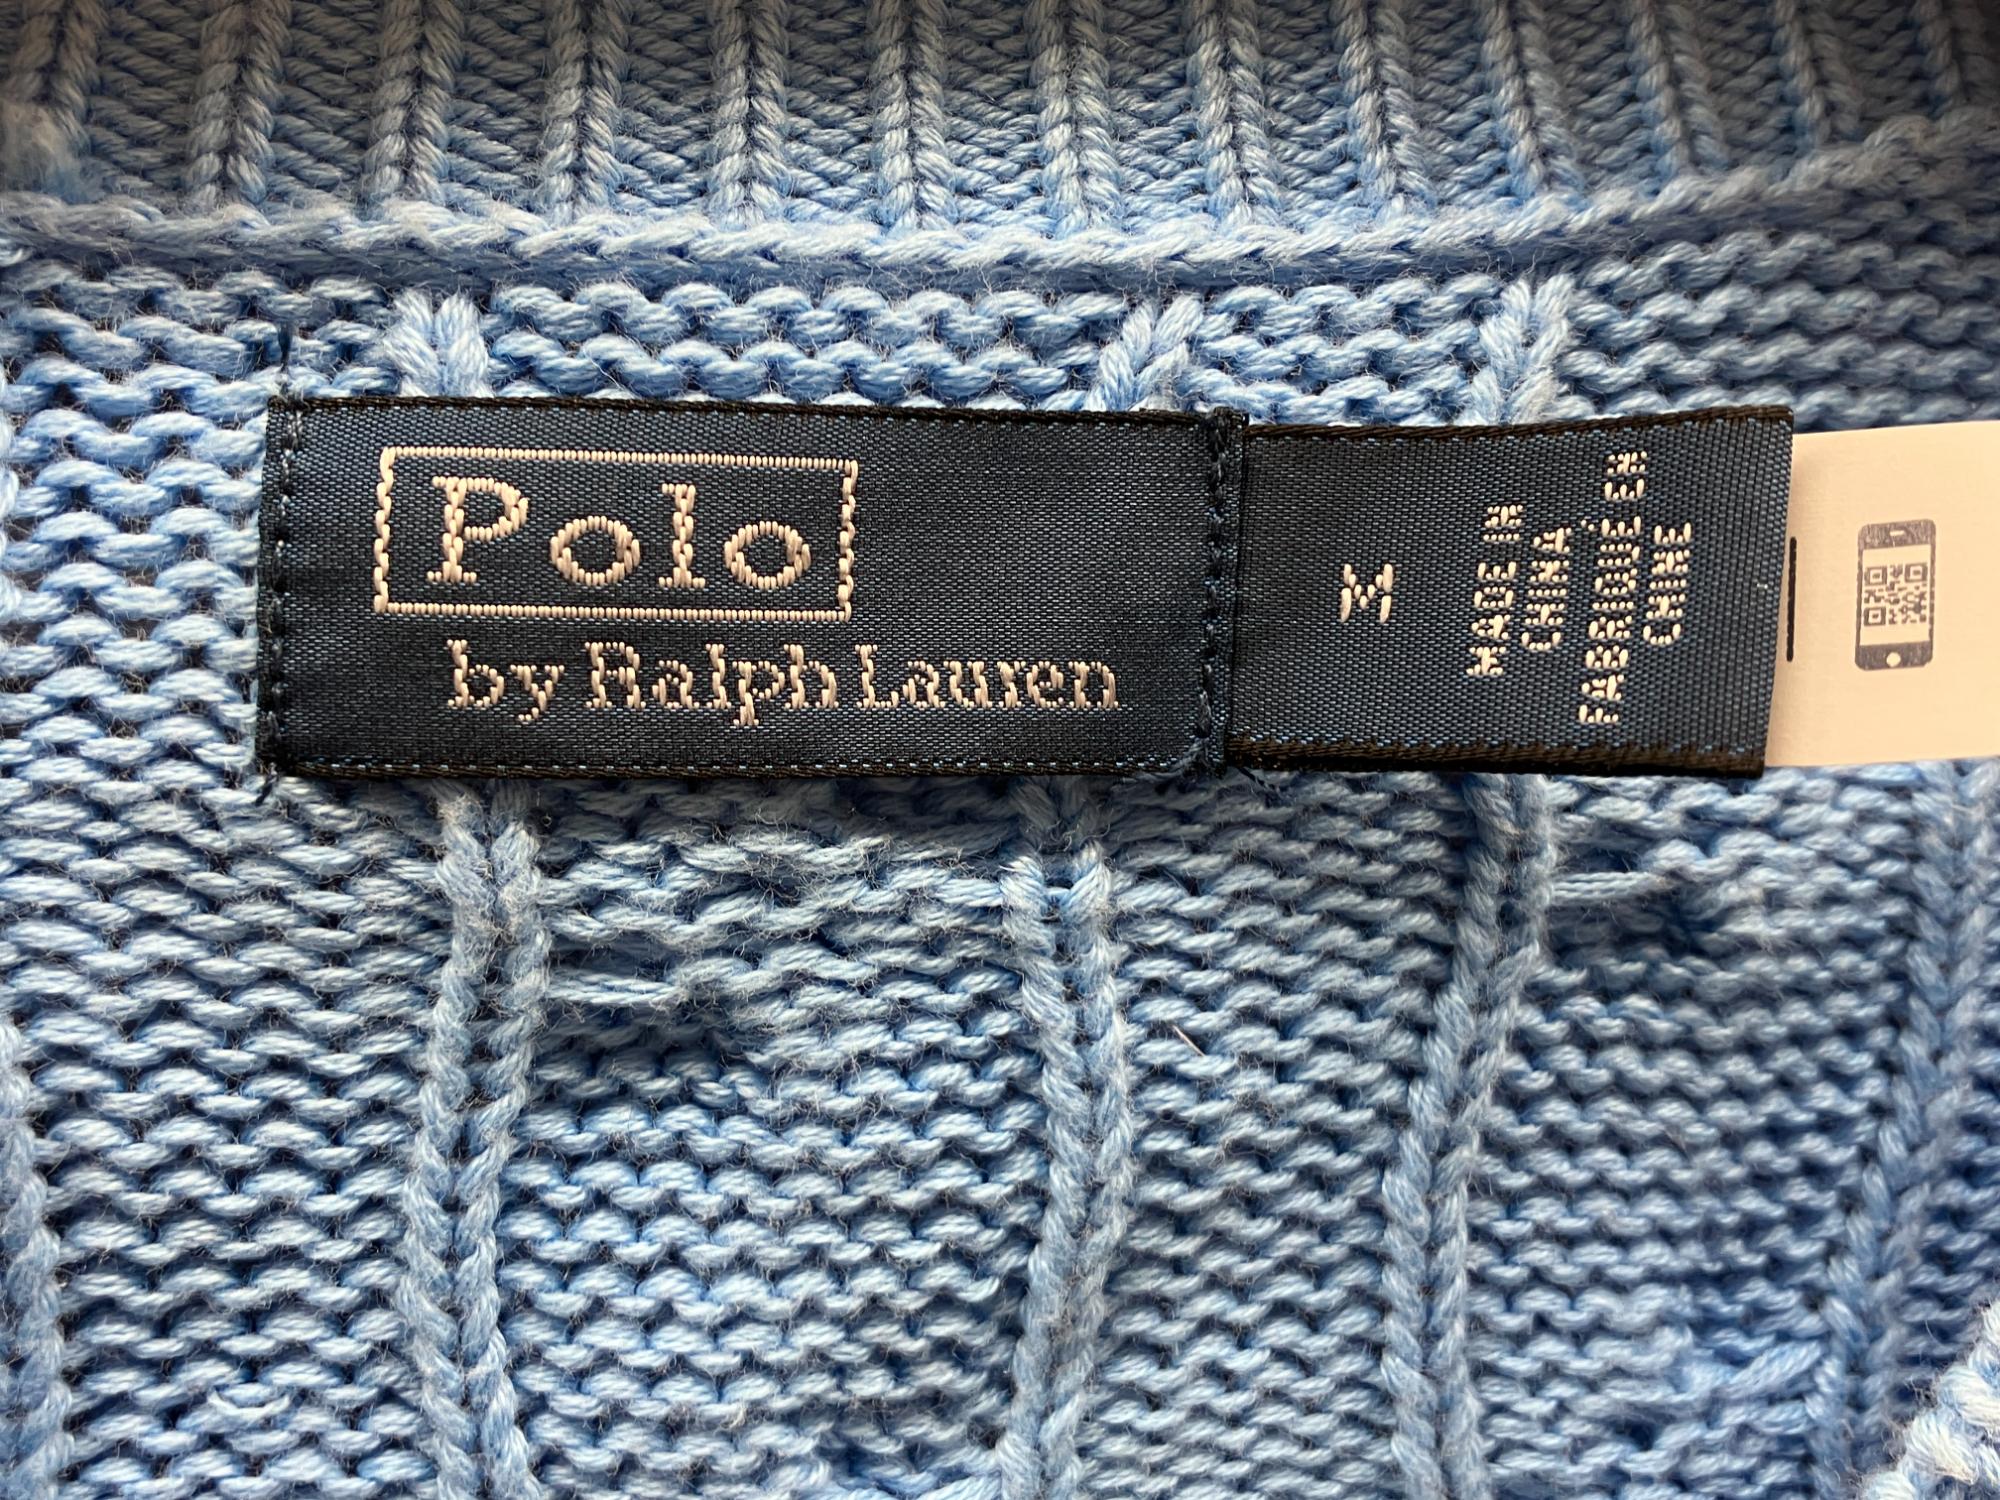 Polo
by Ralph Lauren
M
MADE IN
CHINA
FABRIQUÉ EN
CHINE